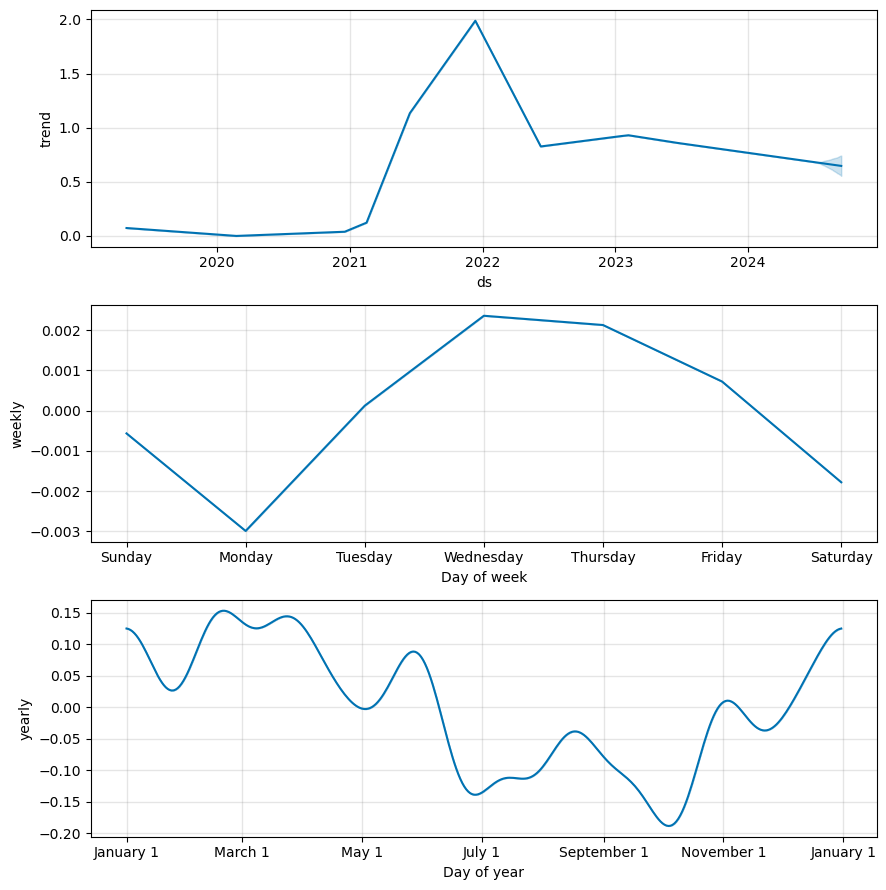 2.0
1.5
1.0
0.5
0.0
trend
2020 2021 2022 2023 2024
ds
0.002
0.001
0.000
−0.001
−0.002
−0.003
weekly
Sunday Monday Tuesday Wednesday Thursday Friday Saturday
Day of week
0.15
0.10
0.05
0.00
−0.05
−0.10
−0.15
−0.20
yearly
January 1 March 1 May 1 July 1 September 1 November 1 January 1
Day of year